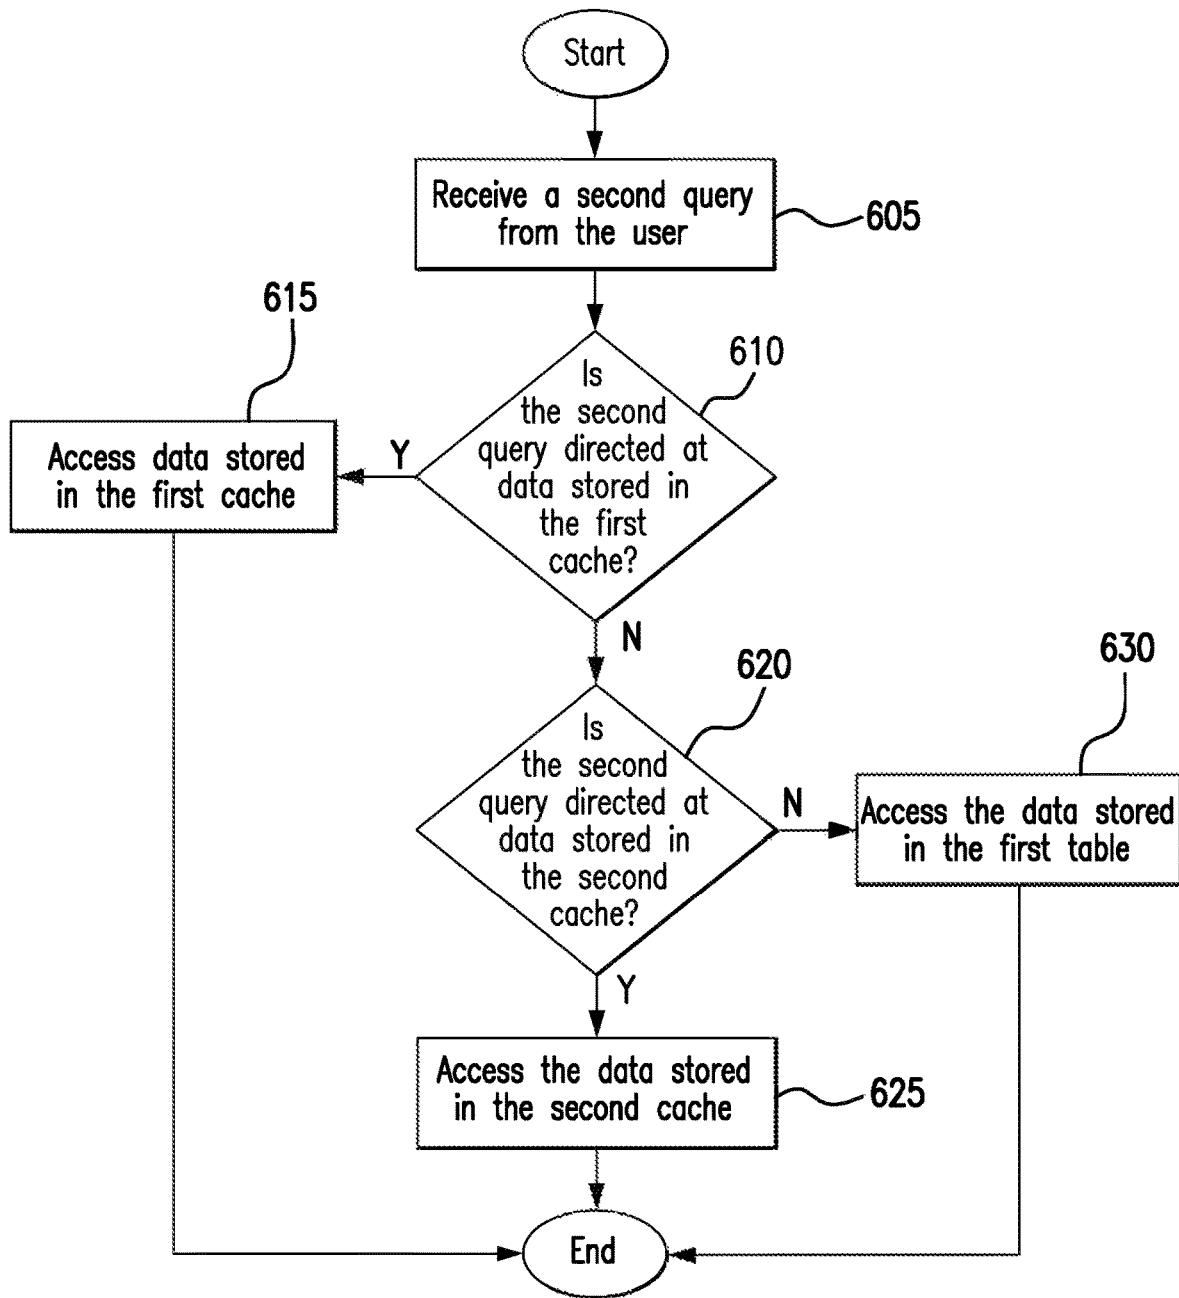 Start
Receive a second query
from the user
605
615
610
Is
the second
query directed at
data stored in
the first
cache?
Y
Access data stored
in the first cache
N
620
630
Is
the second
query directed at
data stored in
the second
cache?
N
Access the data stored
in the first table
Y
Access the data stored
in the second cache
625
End